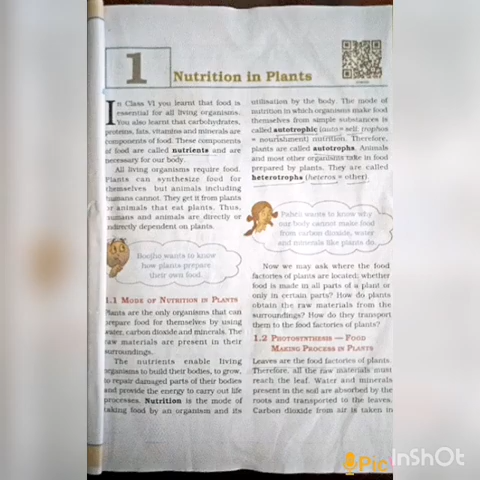 1
Nutrition in Plants
In Class VI you learnt that food is
essential for all living organisms.
You also learnt that carbohydrates,
proteins, fats, vitamins and minerals are
components of food. These components
of food are called nutrients and are
necessary for our body.
All living organisms require food.
Plants can synthesize food for
themselves but animals including
humans cannot. They get it from plants
or animals that eat plants. Thus,
humans and animals are directly or
indirectly dependent on plants.
Boojho wants to know
how plants prepare
their own food.
1.1 MODE OF NUTRITION IN PLANTS
Plants are the only organisms that can
prepare food for themselves by using
water, carbon dioxide and minerals. The
raw materials are present in their
surroundings.
The nutrients enable living
organisms to build their bodies, to grow,
to repair damaged parts of their bodies
and provide the energy to carry out life
processes. Nutrition is the mode of
taking food by an organism and its
utilisation by the body. The mode of
nutrition in which organisms make food
themselves from simple substances is
called autotrophic (auto = self; trophos
= nourishment) nutrition. Therefore,
plants are called autotrophs. Animals
and most other organisms take in food
prepared by plants. They are called
heterotrophs (heteros = other).
Paheli wants to know why
our body cannot make food
from carbon dioxide, water
and minerals like plants do.
Now we may ask where the food
factories of plants are located: whether
food is made in all parts of a plant or
only in certain parts? How do plants
obtain the raw materials from the
surroundings? How do they transport
them to the food factories of plants?
1.2 PHOTOSYNTHESIS — FOOD
MAKING PROCESS IN PLANTS
Leaves are the food factories of plants.
Therefore, all the raw materials must
reach the leaf. Water and minerals
present in the soil are absorbed by the
roots and transported to the leaves.
Carbon dioxide from air is taken in
Pic InShOt